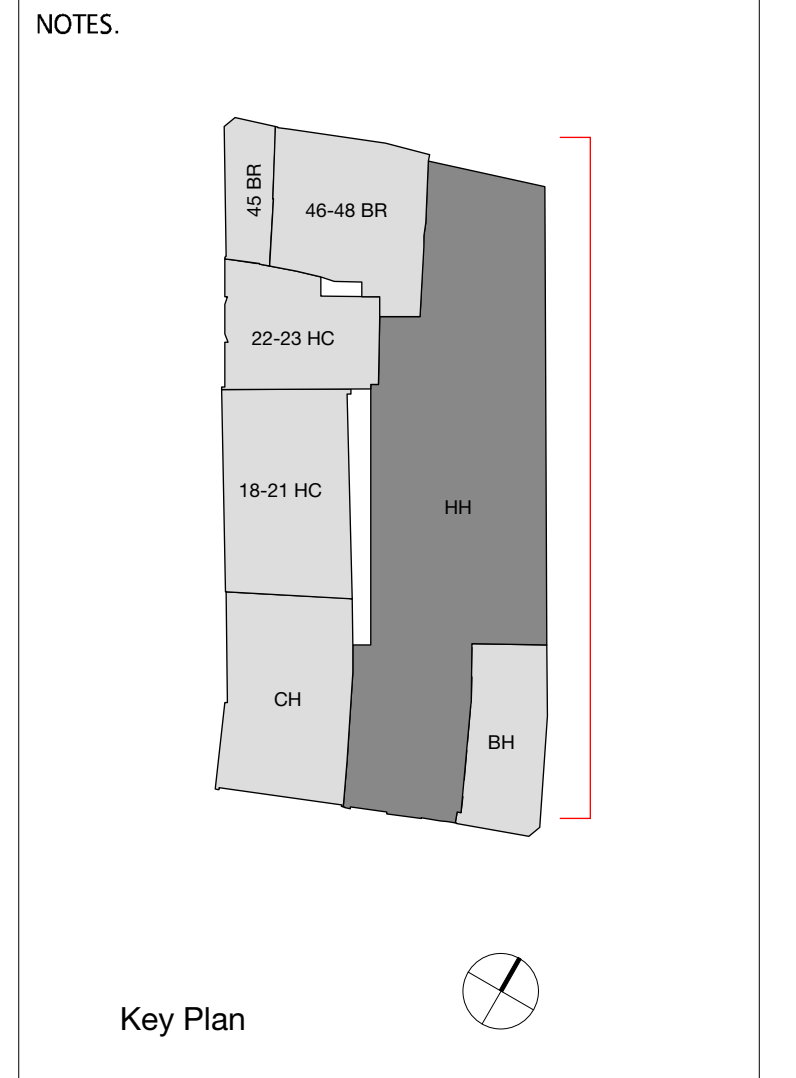 NOTES.
45 BR
46-48 BR
22-23 HC
18-21 HC
HH
CH
BH
Key Plan